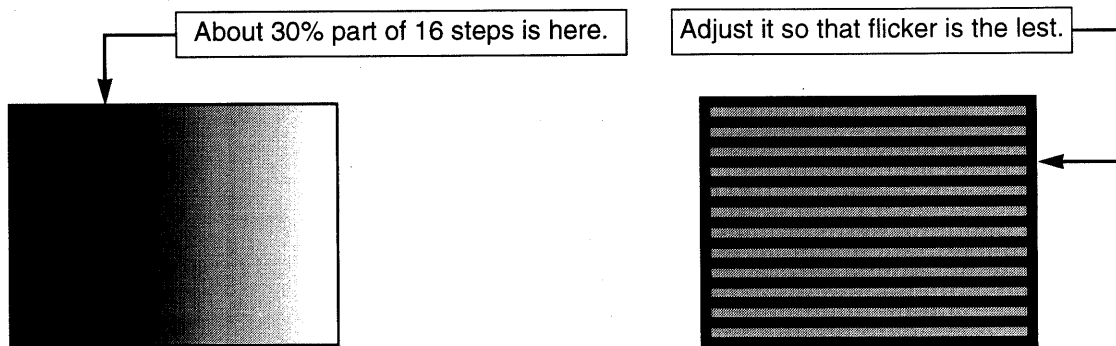 About 30% part of 16 steps is here.
Adjust it so that flicker is the lest.